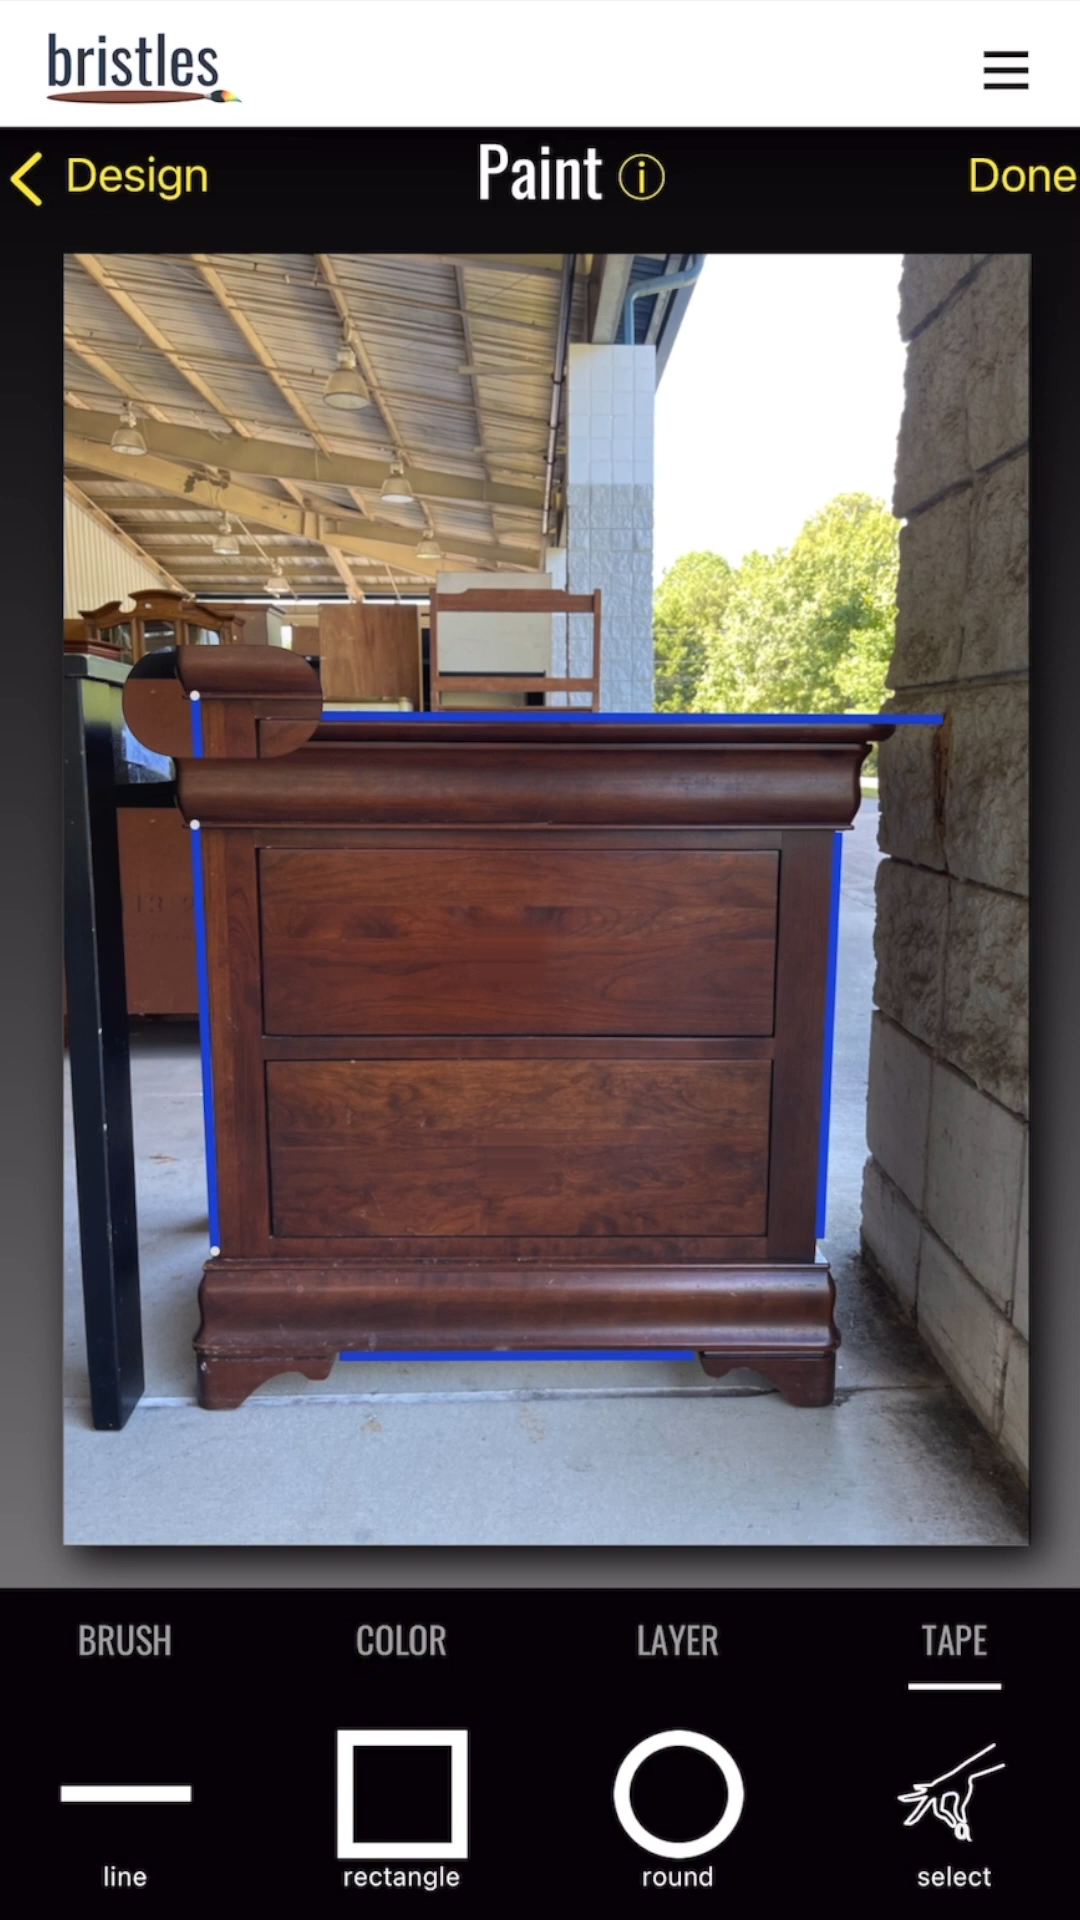 bristles
Design
Paint
Done
BRUSH
COLOR
LAYER
TAPE
line
rectangle
round
select